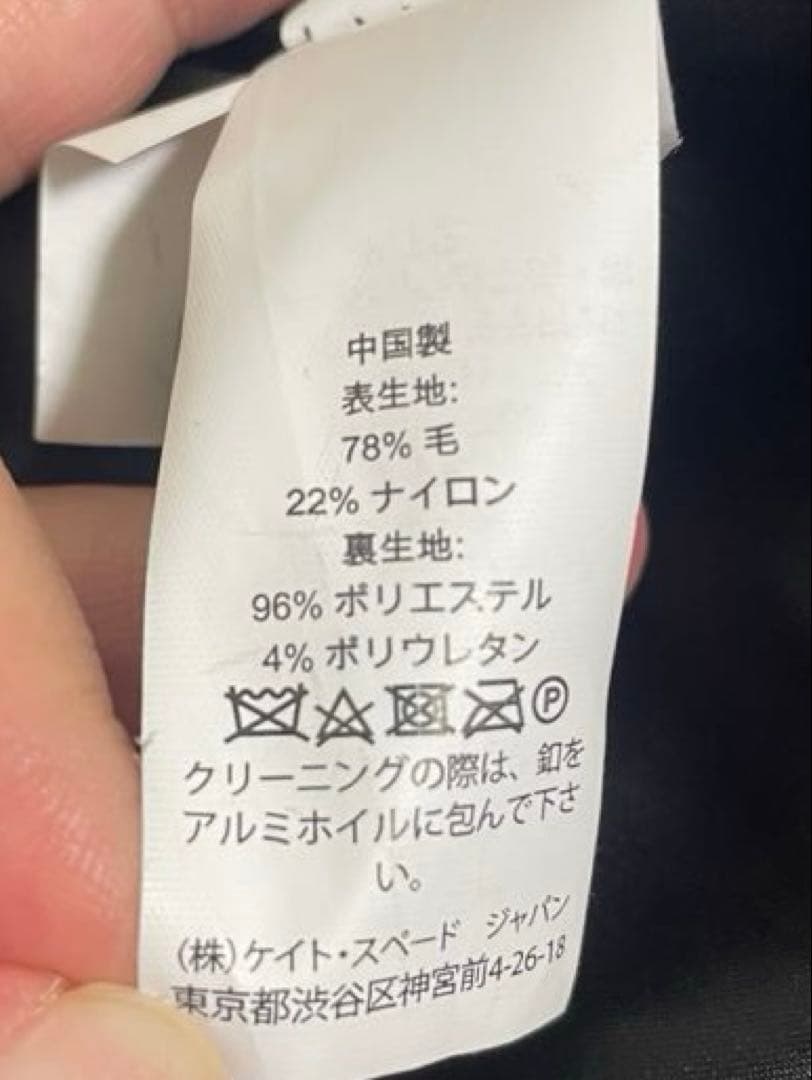 中国製
表生地:
78% 毛
22% ナイロン
裏生地:
96% ポリエステル
4% ポリウレタン
P
クリーニングの際は、釦を
アルミホイルに包んで下さ
い。
(株)ケイト・スペード ジャパン
東京都渋谷区神宮前4-26-18